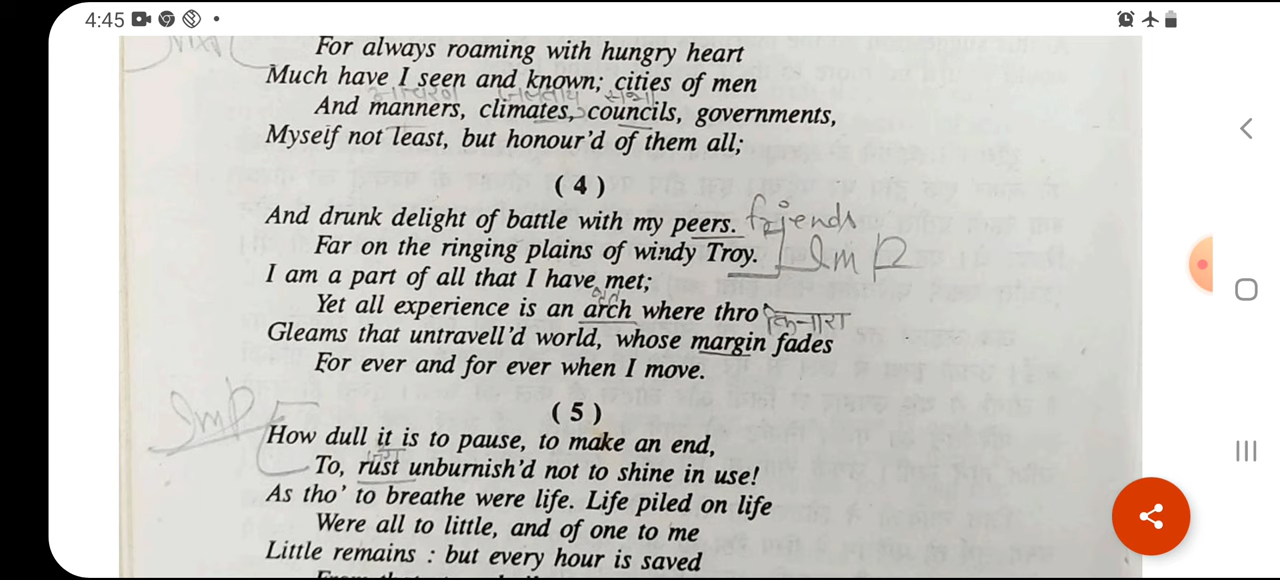 4:45
For always roaming with hungry heart
Much have I seen and known; cities of men
आचरण जलवायु सभा
And manners, climates, councils, governments,
Myself not least, but honour'd of them all;
( 4 )
And drunk delight of battle with my peers. friends
Far on the ringing plains of windy Troy. Imp
I am a part of all that I have met;
Yet all experience is an arch where thro किनारा
Gleams that untravell'd world, whose margin fades
For ever and for ever when I move.
Imp
( 5 )
How dull it is to pause, to make an end,
जंग
To, rust unburnish'd not to shine in use!
As tho' to breathe were life. Life piled on life
Were all to little, and of one to me
Little remains : but every hour is saved